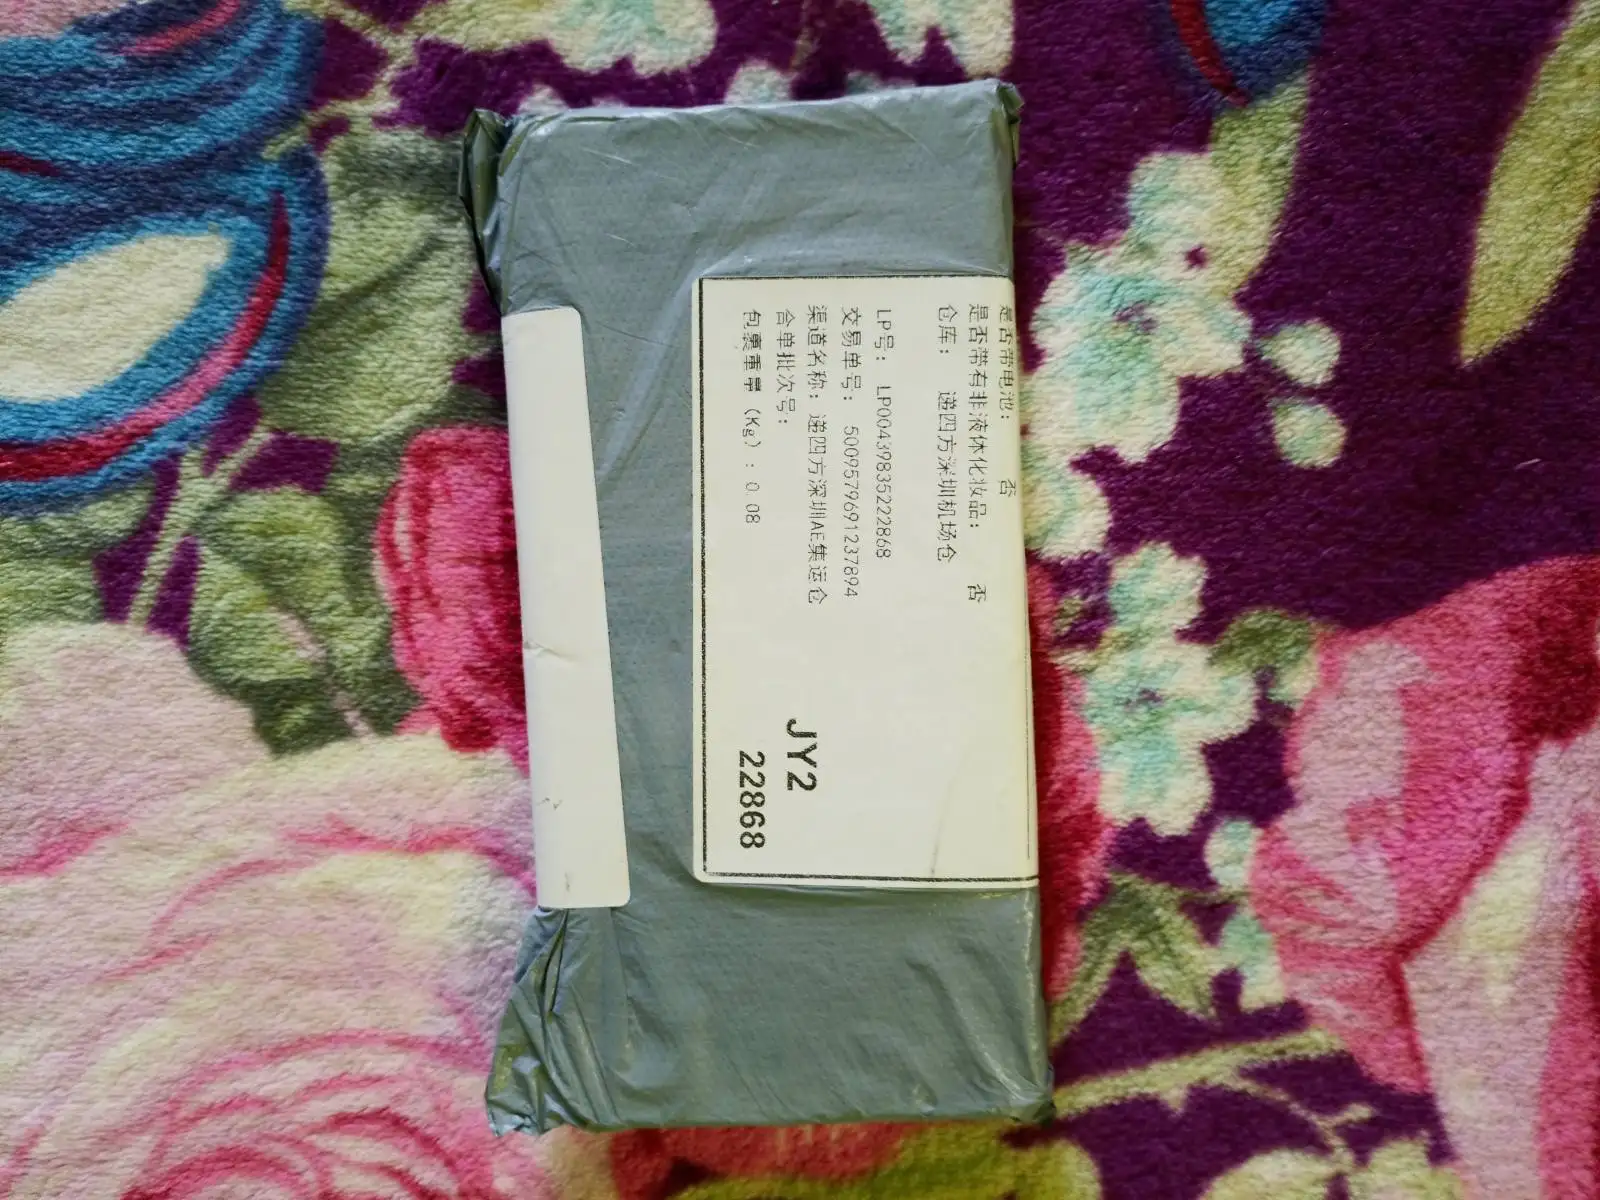 是否带电池： 否
是否带有非液体化妆品： 否
仓库： 递四方深圳机场仓
LP号： LP00439835222868
交易单号： 5009579691237894
渠道名称：递四方深圳AE集运仓
合单批次号：
包裹重量（Kg）：0.08
JY2
22868